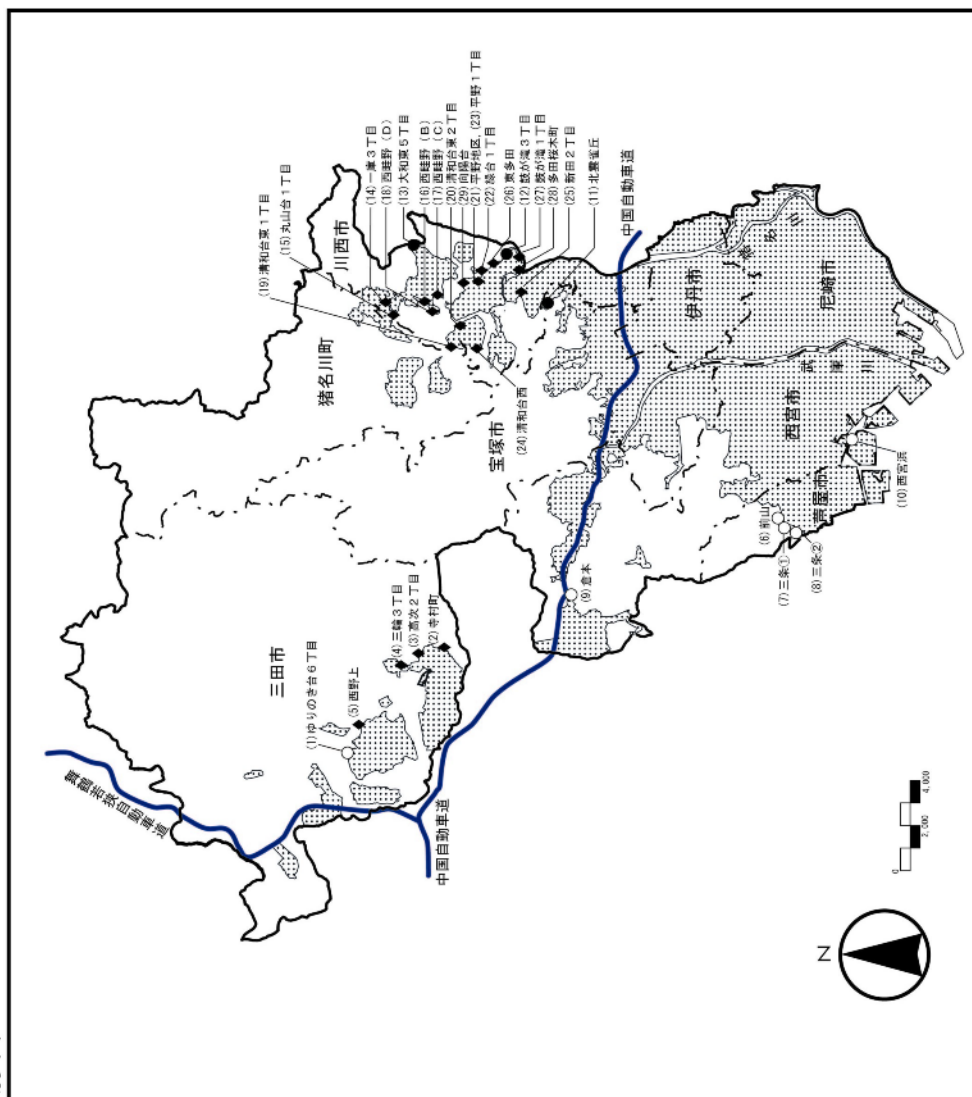 (19) 清和台東1丁目
(15) 丸山台1丁目
川西市
(14) 一庫3丁目
(18) 西畦野 (D)
(13) 大和東5丁目
(16) 西畦野 (B)
(17) 西畦野 (C)
(20) 清和台東2丁目
(29) 向陽台
(21) 平野地区, (23) 平野1丁目
(22) 緑台1丁目
(26) 東多田
(12) 鼓が滝3丁目
(27) 鼓が滝1丁目
(28) 多田桜木町
(25) 新田2丁目
(11) 北雲雀丘
中国自動車道
猪名川町
宝塚市
(24) 清和台西
伊丹市
尼崎市
武庫川
西宮市
芦屋市
(10) 西宮浜
(6) 前山
(7) 三条①
(8) 三条②
(9) 倉本
三田市
(4) 三輪3丁目
(3) 高次2丁目
(2) 寺村町
(5) 西野上
(1) ゆりのき台6丁目
舞鶴若狭自動車道
中国自動車道
0
2,000
4,000
N